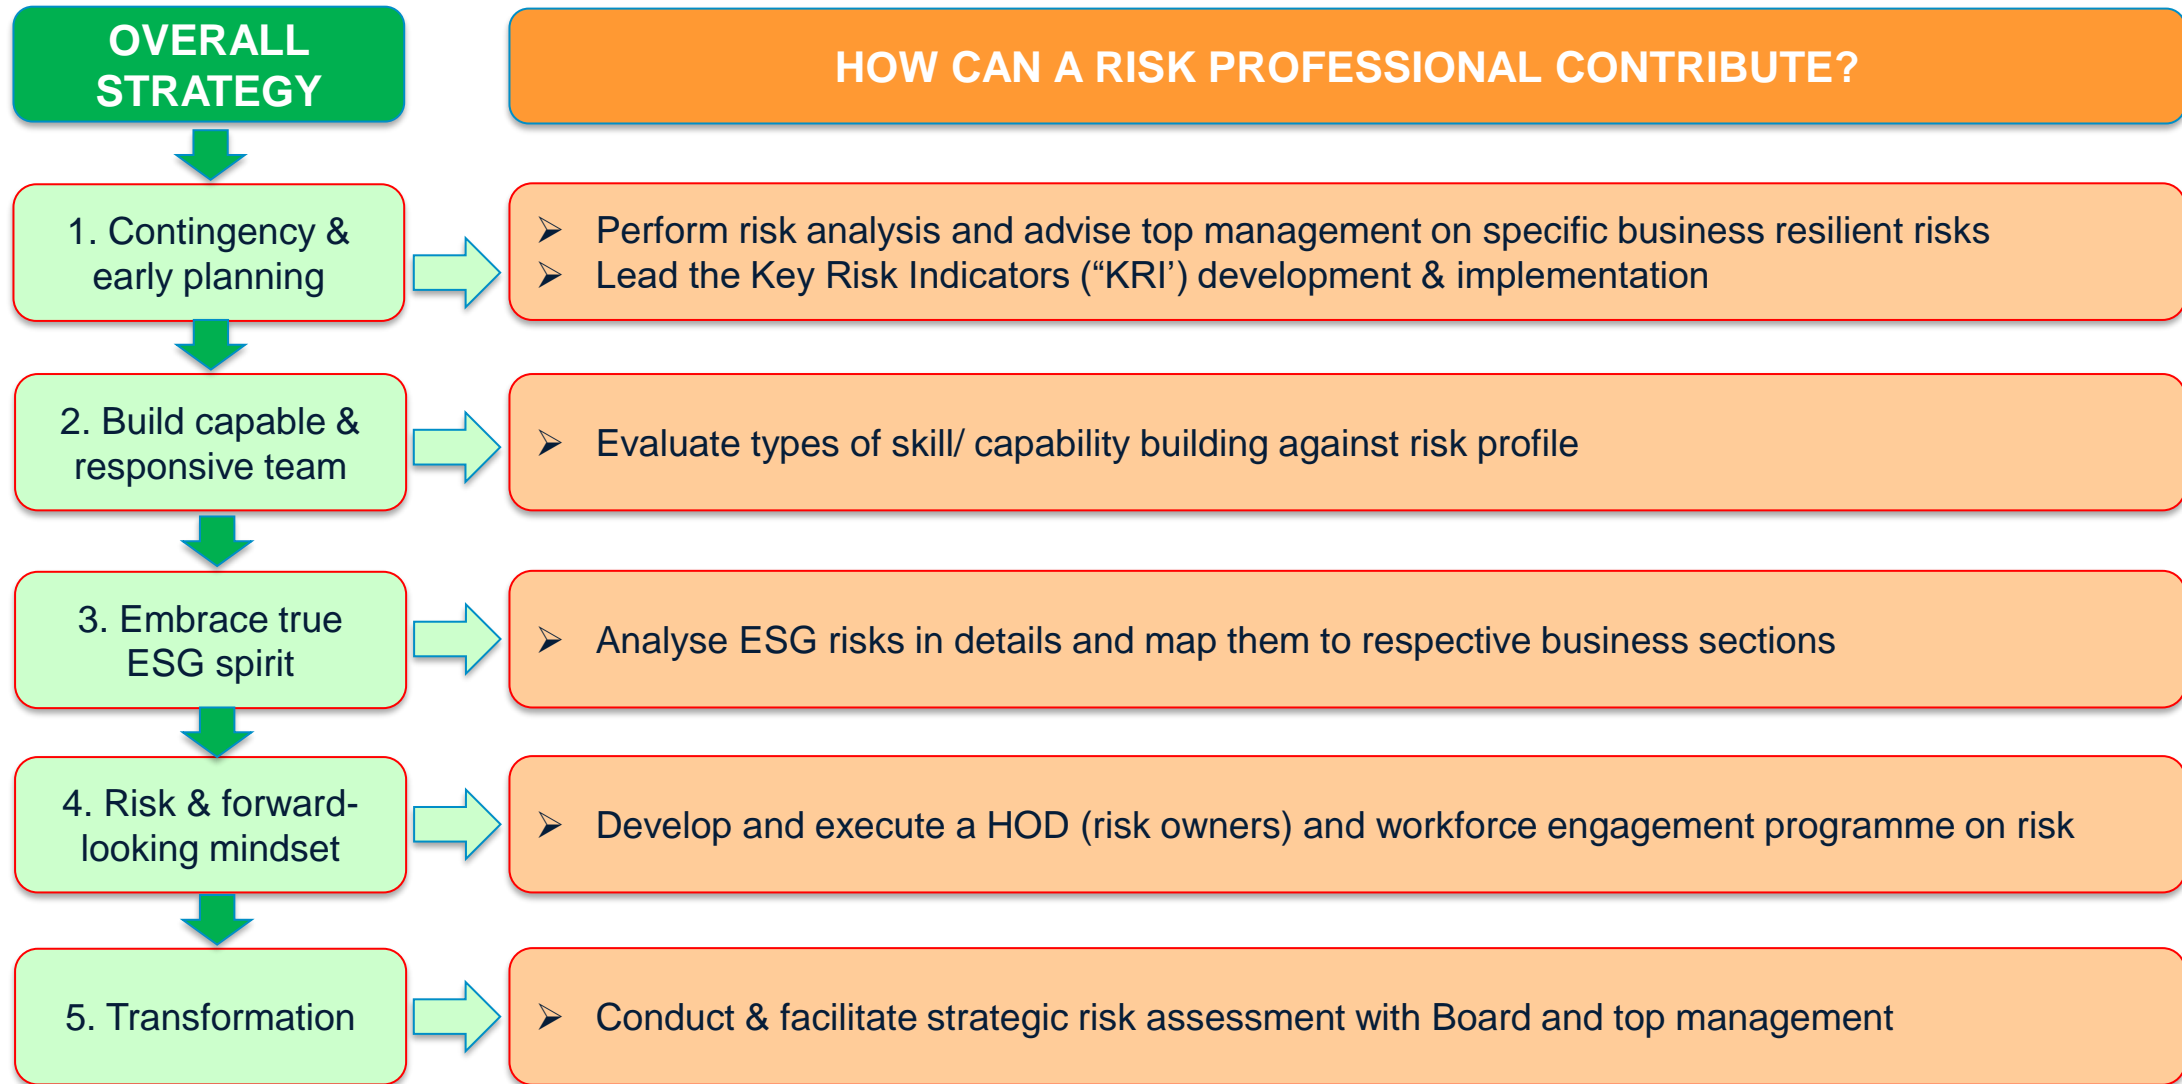 OVERALL
STRATEGY
HOW CAN A RISK PROFESSIONAL CONTRIBUTE?
1. Contingency &
early planning
➢ Perform risk analysis and advise top management on specific business resilient risks
➢ Lead the Key Risk Indicators (“KRI’) development & implementation
2. Build capable &
responsive team
➢ Evaluate types of skill/ capability building against risk profile
3. Embrace true
ESG spirit
➢ Analyse ESG risks in details and map them to respective business sections
4. Risk & forward-
looking mindset
➢ Develop and execute a HOD (risk owners) and workforce engagement programme on risk
5. Transformation
➢ Conduct & facilitate strategic risk assessment with Board and top management